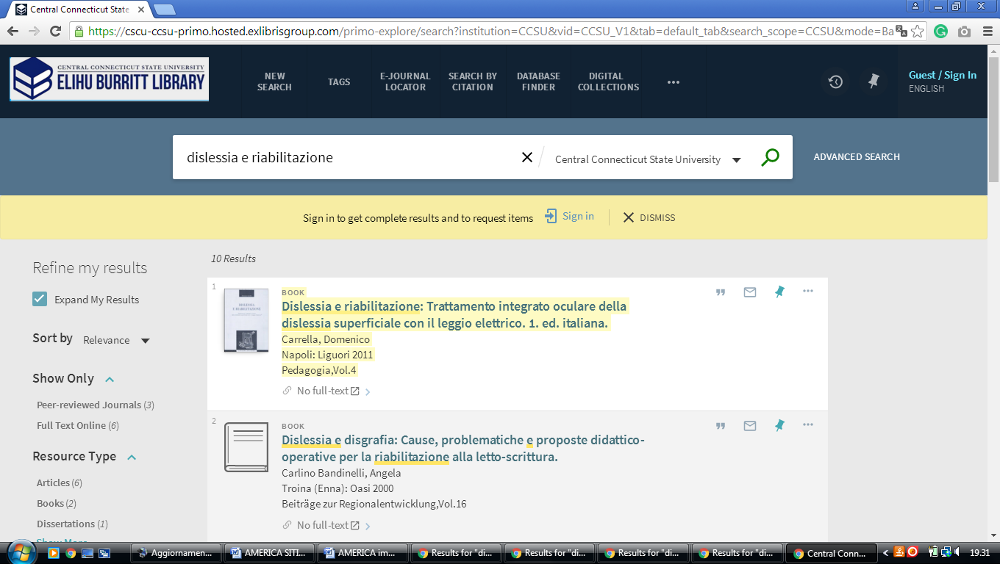 Central Connecticut State
https://cscu-ccsu-primo.hosted.exlibrisgroup.com/primo-explore/search?institution=CCSU&vid=CCSU_V1&tab=default_tab&search_scope=CCSU&mode=Ba
CENTRAL CONNECTICUT STATE UNIVERSITY
ELIHU BURRITT LIBRARY
NEW SEARCH
TAGS
E-JOURNAL LOCATOR
SEARCH BY CITATION
DATABASE FINDER
DIGITAL COLLECTIONS
•••
Guest / Sign In
ENGLISH
dislessia e riabilitazione
Central Connecticut State University
ADVANCED SEARCH
Sign in to get complete results and to request items Sign in DISMISS
Refine my results
Expand My Results
Sort by Relevance
Show Only
Peer-reviewed Journals (3)
Full Text Online (6)
Resource Type
Articles (6)
Books (2)
Dissertations (1)
Show More
10 Results
1
DISLESSIA
E RIABILITAZIONE
BOOK
Dislessia e riabilitazione: Trattamento integrato oculare della
dislessia superficiale con il leggio elettrico. 1. ed. italiana.
Carrella, Domenico
Napoli: Liguori 2011
Pedagogia,Vol.4
No full-text
2
BOOK
Dislessia e disgrafia: Cause, problematiche e proposte didattico-
operative per la riabilitazione alla letto-scrittura.
Carlino Bandinelli, Angela
Troina (Enna): Oasi 2000
Beiträge zur Regionalentwicklung,Vol.16
No full-text
Aggiornamen...
AMERICA SITI...
AMERICA im...
Results for "di...
Results for "di...
Results for "di...
Results for "di...
Central Conn...
19.31